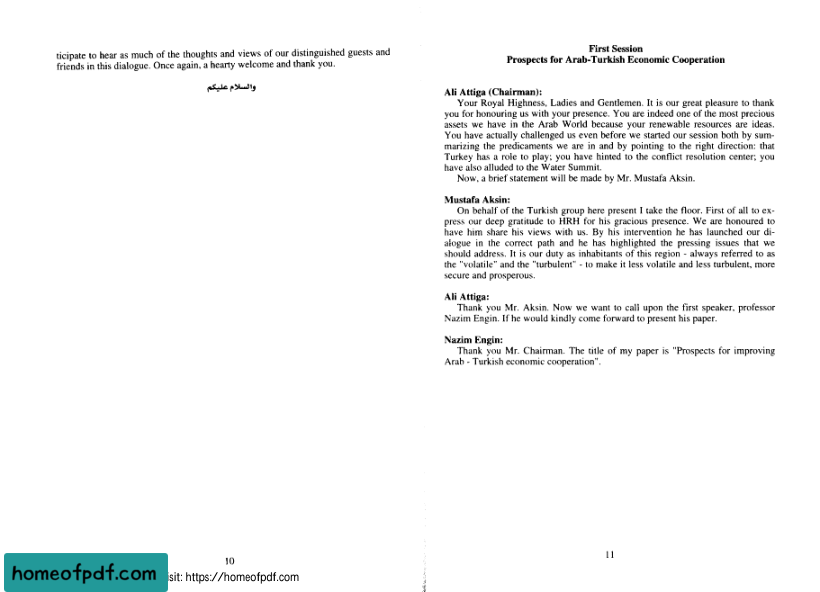 ticipate to hear as much of the thoughts and views of our distinguished guests and
friends in this dialogue. Once again, a hearty welcome and thank you.
والسلام عليكم
10
First Session
Prospects for Arab-Turkish Economic Cooperation
Ali Attiga (Chairman):
Your Royal Highness, Ladies and Gentlemen. It is our great pleasure to thank
you for honouring us with your presence. You are indeed one of the most precious
assets we have in the Arab World because your renewable resources are ideas.
You have actually challenged us even before we started our session both by sum-
marizing the predicaments we are in and by pointing to the right direction: that
Turkey has a role to play; you have hinted to the conflict resolution center; you
have also alluded to the Water Summit.
Now, a brief statement will be made by Mr. Mustafa Aksin.
Mustafa Aksin:
On behalf of the Turkish group here present I take the floor. First of all to ex-
press our deep gratitude to HRH for his gracious presence. We are honoured to
have him share his views with us. By his intervention he has launched our di-
alogue in the correct path and he has highlighted the pressing issues that we
should address. It is our duty as inhabitants of this region - always referred to as
the "volatile" and the "turbulent" - to make it less volatile and less turbulent, more
secure and prosperous.
Ali Attiga:
Thank you Mr. Aksin. Now we want to call upon the first speaker, professor
Nazim Engin. If he would kindly come forward to present his paper.
Nazim Engin:
Thank you Mr. Chairman. The title of my paper is "Prospects for improving
Arab - Turkish economic cooperation".
11
homeofpdf.com
sit: https://homeofpdf.com